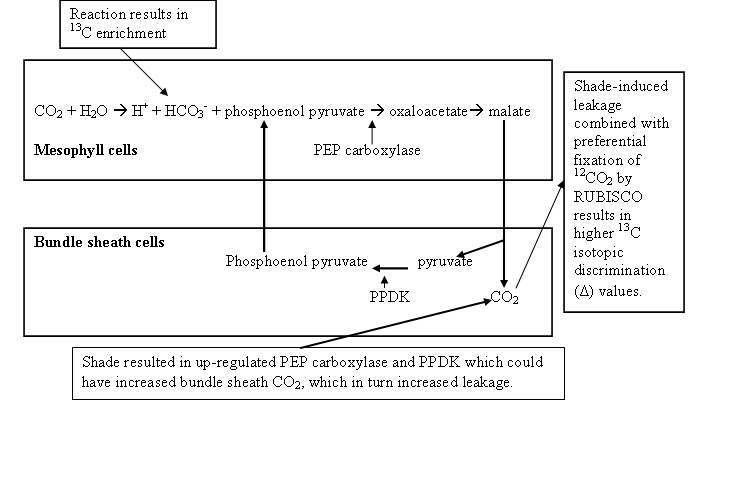 Reaction results in
¹³C enrichment
CO₂ + H₂O → H⁺ + HCO₃⁻ + phosphoenol pyruvate → oxaloacetate → malate
Mesophyll cells
PEP carboxylase
Shade-induced
leakage
combined with
preferential
fixation of
¹²CO₂ by
RUBISCO
results in
higher ¹³C
isotopic
discrimination
(Δ) values.
Bundle sheath cells
Phosphoenol pyruvate
pyruvate
PPDK
CO₂
Shade resulted in up-regulated PEP carboxylase and PPDK which could
have increased bundle sheath CO₂, which in turn increased leakage.